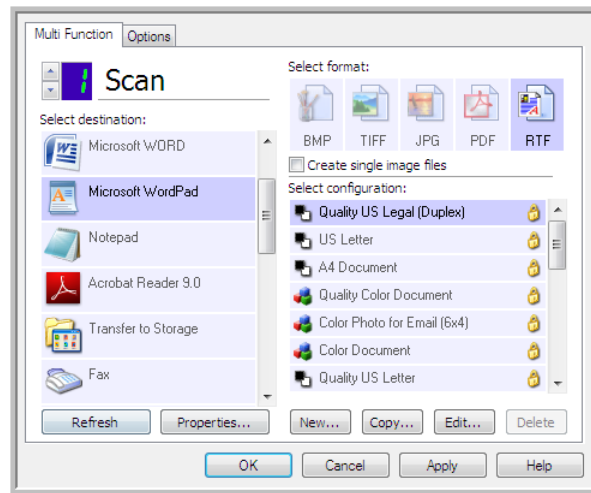 Multi Function
Options
1
Scan
Select destination:
Microsoft WORD
Microsoft WordPad
Notepad
Acrobat Reader 9.0
Transfer to Storage
Fax
Refresh
Properties...
Select format:
BMP
TIFF
JPG
PDF
RTF
Create single image files
Select configuration:
Quality US Legal (Duplex)
US Letter
A4 Document
Quality Color Document
Color Photo for Email (6x4)
Color Document
Quality US Letter
New...
Copy...
Edit...
Delete
OK
Cancel
Apply
Help